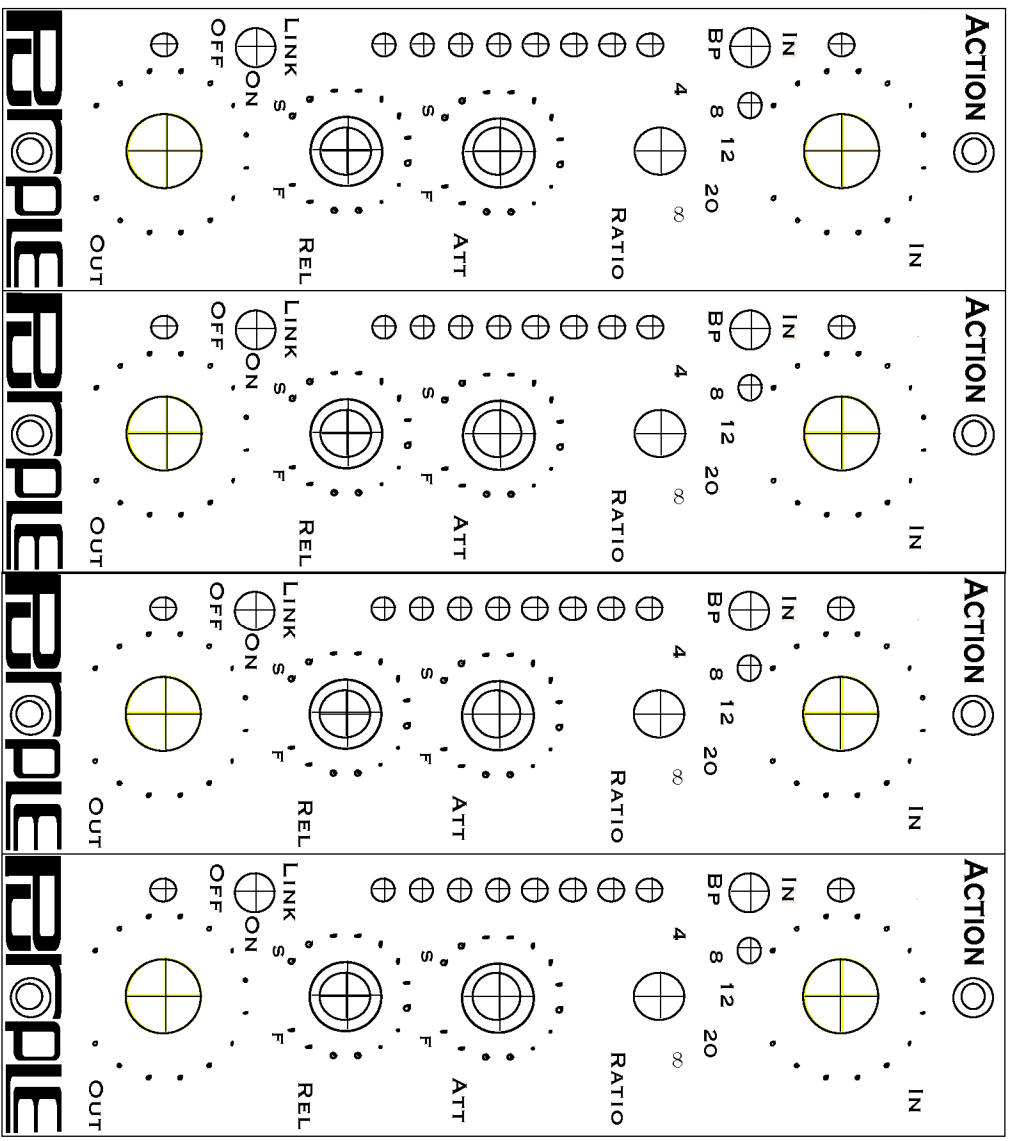 ACTION
IN
IN
BP
4
8
12
20
∞
RATIO
ATT
S
F
REL
S
F
LINK
ON
OFF
OUT
PurpLE
ACTION
IN
IN
BP
4
8
12
20
∞
RATIO
ATT
S
F
REL
S
F
LINK
ON
OFF
OUT
PurpLE
ACTION
IN
IN
BP
4
8
12
20
∞
RATIO
ATT
S
F
REL
S
F
LINK
ON
OFF
OUT
PurpLE
ACTION
IN
IN
BP
4
8
12
20
∞
RATIO
ATT
S
F
REL
S
F
LINK
ON
OFF
OUT
PurpLE